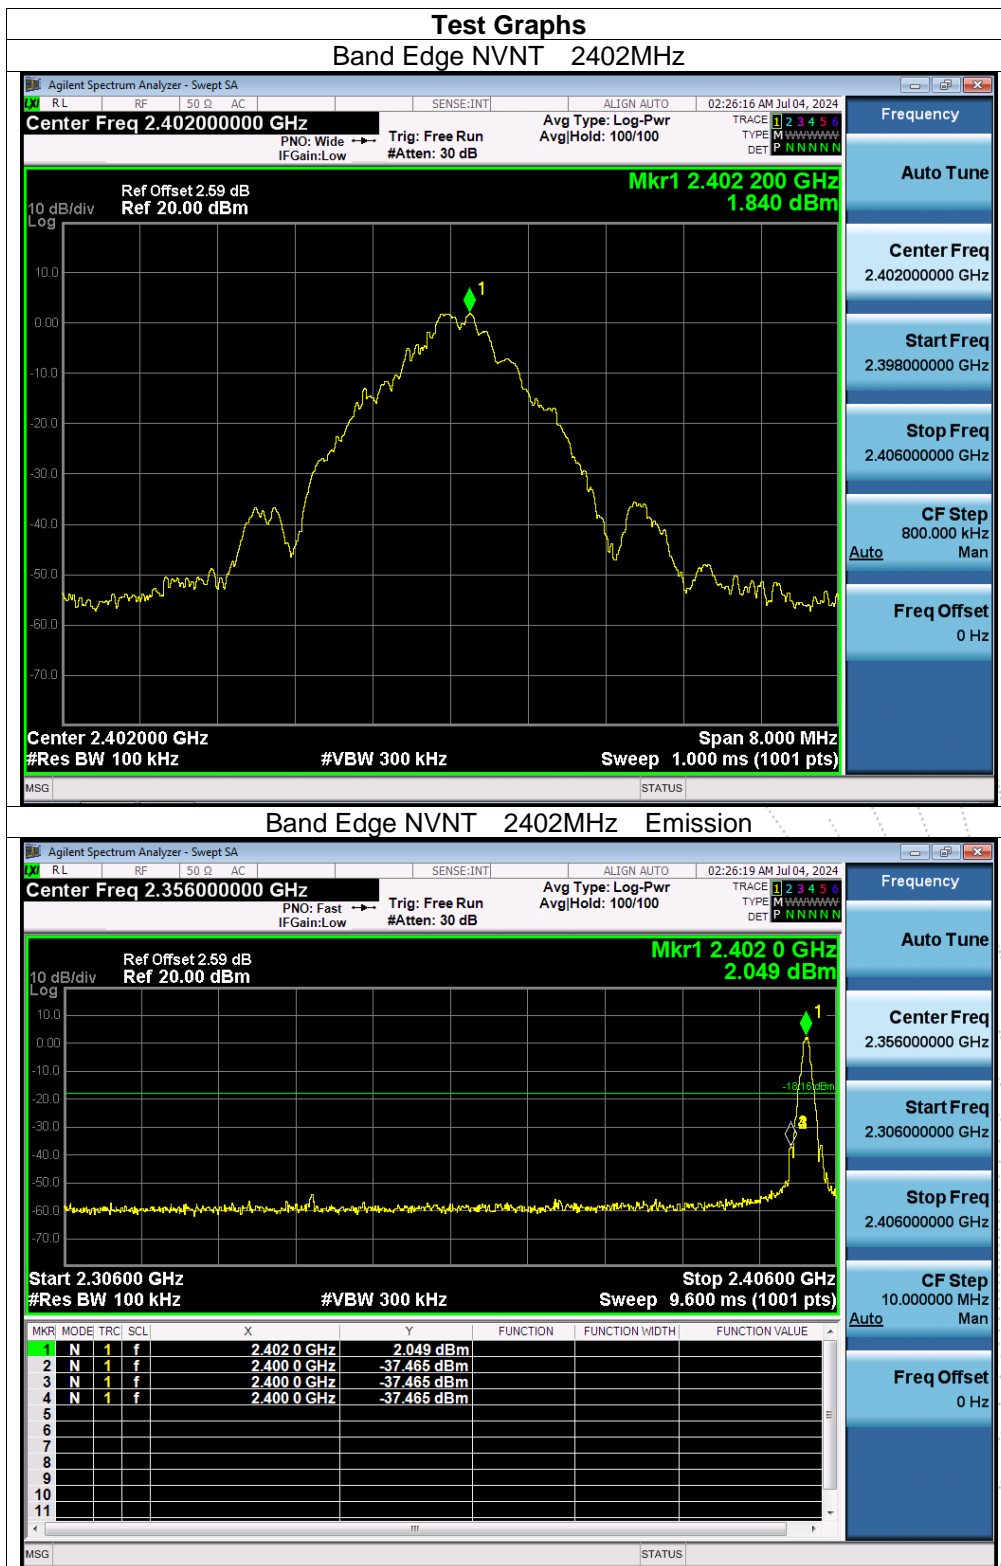 Test Graphs
Band Edge NVNT 2402MHz
Agilent Spectrum Analyzer - Swept SA
LXI RL RF 50 Ω AC SENSE:INT ALIGN AUTO 02:26:16 AM Jul 04, 2024
Center Freq 2.402000000 GHz
PNO: Wide
IFGain:Low
Trig: Free Run
#Atten: 30 dB
Avg Type: Log-Pwr
Avg|Hold: 100/100
TRACE 1 2 3 4 5 6
TYPE M WWWWW
DET P N N N N N
Frequency
Auto Tune
Center Freq
2.402000000 GHz
Start Freq
2.398000000 GHz
Stop Freq
2.406000000 GHz
CF Step
800.000 kHz
Auto Man
Freq Offset
0 Hz
Mkr1 2.402 200 GHz
1.840 dBm
Ref Offset 2.59 dB
10 dB/div Ref 20.00 dBm
Log
10.0
0.00
-10.0
-20.0
-30.0
-40.0
-50.0
-60.0
-70.0
1
Center 2.402000 GHz Span 8.000 MHz
#Res BW 100 kHz #VBW 300 kHz Sweep 1.000 ms (1001 pts)
MSG STATUS
Band Edge NVNT 2402MHz Emission
Agilent Spectrum Analyzer - Swept SA
LXI RL RF 50 Ω AC SENSE:INT ALIGN AUTO 02:26:19 AM Jul 04, 2024
Center Freq 2.356000000 GHz
PNO: Fast
IFGain:Low
Trig: Free Run
#Atten: 30 dB
Avg Type: Log-Pwr
Avg|Hold: 100/100
TRACE 1 2 3 4 5 6
TYPE M WWWWW
DET P N N N N N
Frequency
Auto Tune
Center Freq
2.356000000 GHz
Start Freq
2.306000000 GHz
Stop Freq
2.406000000 GHz
CF Step
10.000000 MHz
Auto Man
Freq Offset
0 Hz
Mkr1 2.402 0 GHz
2.049 dBm
Ref Offset 2.59 dB
10 dB/div Ref 20.00 dBm
Log
10.0
0.00
-10.0
-20.0
-30.0
-40.0
-50.0
-60.0
-70.0
1
-18.16 dBm
Start 2.30600 GHz Stop 2.40600 GHz
#Res BW 100 kHz #VBW 300 kHz Sweep 9.600 ms (1001 pts)
MKR MODE TRC SCL X Y FUNCTION FUNCTION WIDTH FUNCTION VALUE
1 N 1 f 2.402 0 GHz 2.049 dBm
2 N 1 f 2.400 0 GHz -37.465 dBm
3 N 1 f 2.400 0 GHz -37.465 dBm
4 N 1 f 2.400 0 GHz -37.465 dBm
5
6
7
8
9
10
11
MSG STATUS